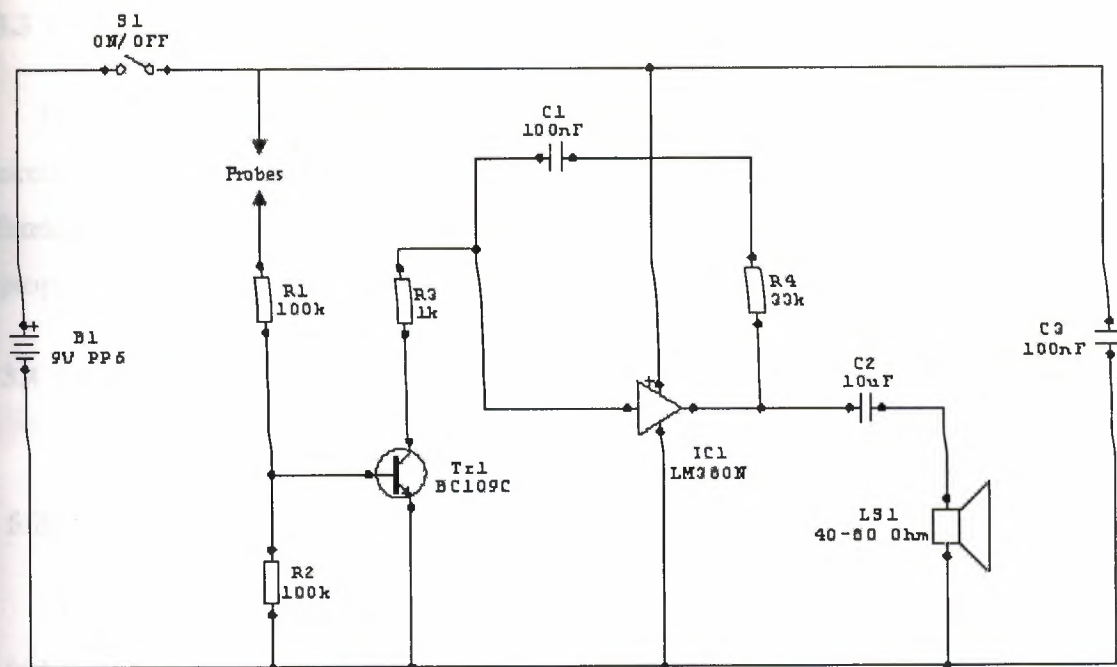 S1
ON/OFF
C1
100nF
Probes
R1
100k
R3
1k
R4
33k
B1
9V PP6
C3
100nF
C2
10uF
IC1
LM380N
Tr1
BC109C
LS1
40-80 Ohm
R2
100k